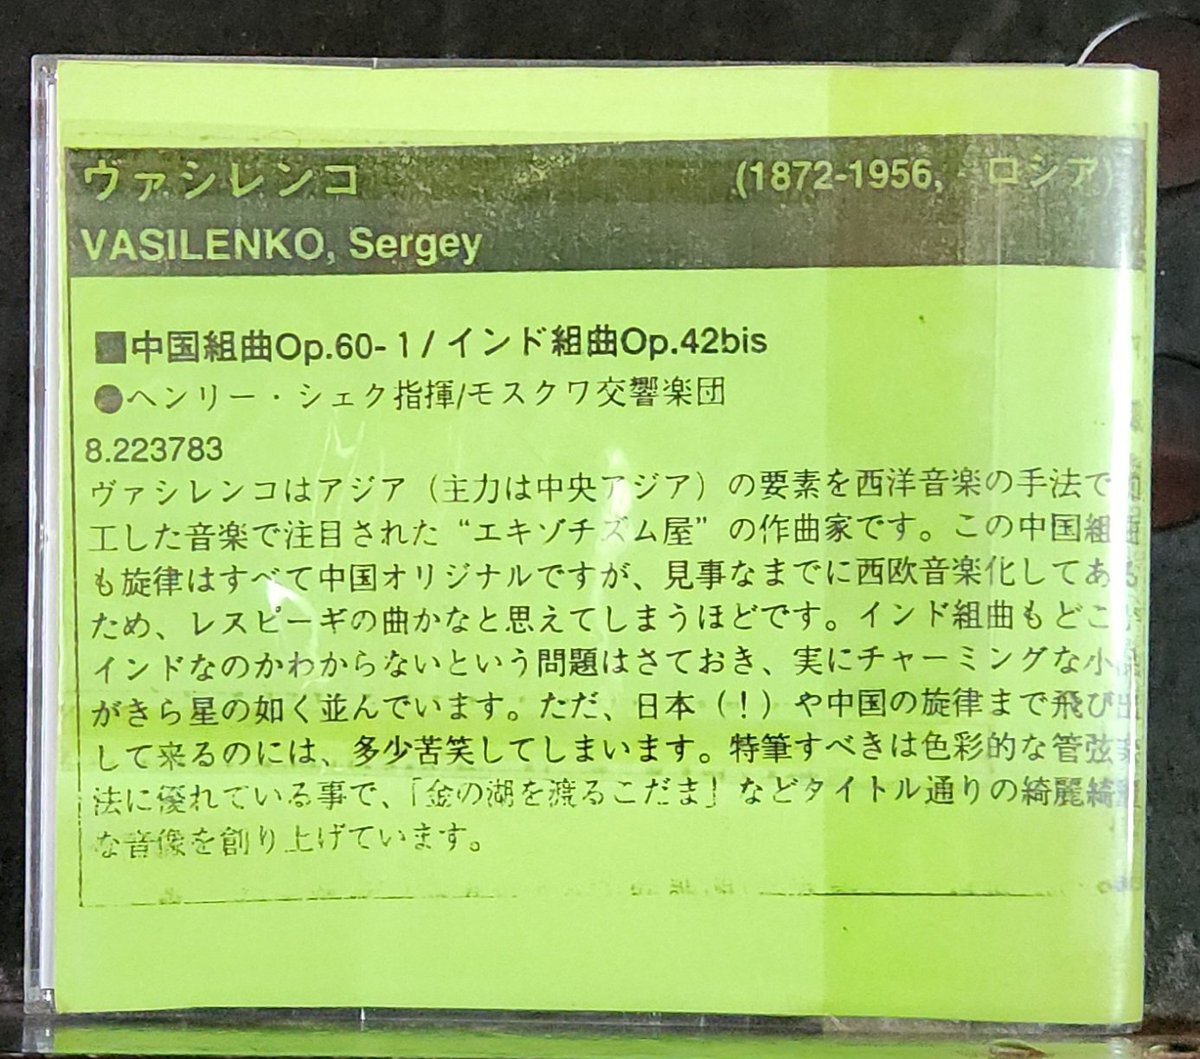 ヴァシレンコ (1872-1956, ロシア)
VASILENKO, Sergey
■中国組曲Op.60-1/インド組曲Op.42bis
●ヘンリー・シェク指揮/モスクワ交響楽団
8.223783
ヴァシレンコはアジア（主力は中央アジア）の要素を西洋音楽の手法で加
工した音楽で注目された“エキゾチズム屋”の作曲家です。この中国組曲
も旋律はすべて中国オリジナルですが、見事なまでに西欧音楽化してある
ため、レスピーギの曲かなと思えてしまうほどです。インド組曲もどこが
インドなのかわからないという問題はさておき、実にチャーミングな小品
がきら星の如く並んでいます。ただ、日本（！）や中国の旋律まで飛び出
して来るのには、多少苦笑してしまいます。特筆すべきは色彩的な管弦楽
法に優れている事で、「金の湖を渡るこだま」などタイトル通りの綺麗綺麗
な音像を創り上げています。